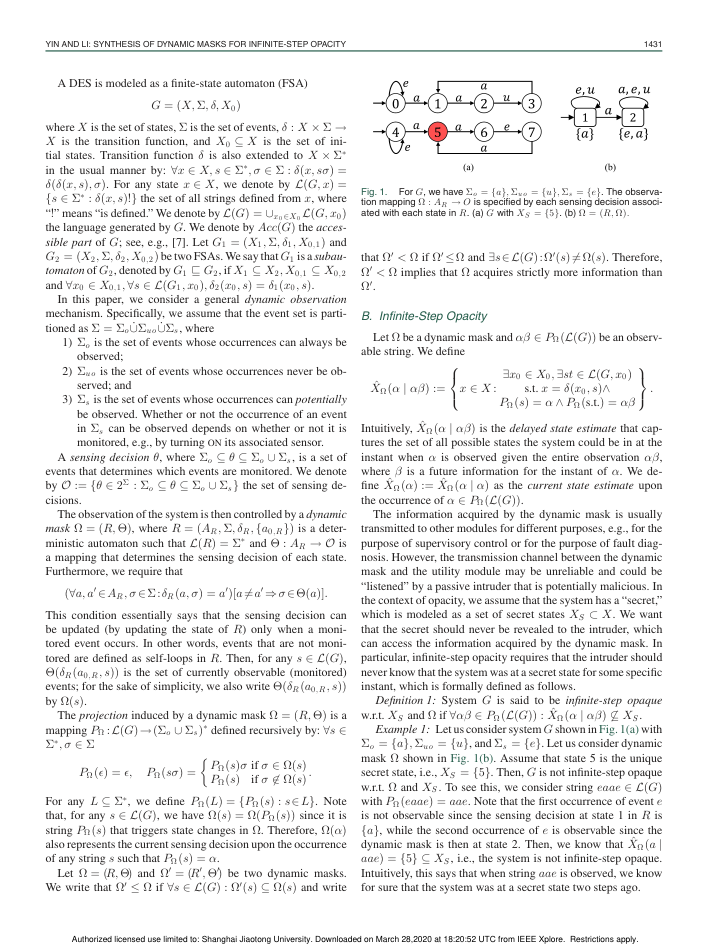 YIN AND LI: SYNTHESIS OF DYNAMIC MASKS FOR INFINITE-STEP OPACITY
1431
A DES is modeled as a finite-state automaton (FSA)
G = (X, Σ, δ, X₀)
where X is the set of states, Σ is the set of events, δ : X × Σ →
X is the transition function, and X₀ ⊆ X is the set of ini-
tial states. Transition function δ is also extended to X × Σ*
in the usual manner by: ∀x ∈ X, s ∈ Σ*, σ ∈ Σ : δ(x, sσ) =
δ(δ(x, s), σ). For any state x ∈ X, we denote by ℒ(G, x) =
{s ∈ Σ* : δ(x, s)!} the set of all strings defined from x, where
“!” means “is defined.” We denote by ℒ(G) = ∪ₓ₀∈X₀ ℒ(G, x₀)
the language generated by G. We denote by Acc(G) the acces-
sible part of G; see, e.g., [7]. Let G₁ = (X₁, Σ, δ₁, X₀,₁) and
G₂ = (X₂, Σ, δ₂, X₀,₂) be two FSAs. We say that G₁ is a subau-
tomaton of G₂, denoted by G₁ ⊑ G₂, if X₁ ⊆ X₂, X₀,₁ ⊆ X₀,₂
and ∀x₀ ∈ X₀,₁, ∀s ∈ ℒ(G₁, x₀), δ₂(x₀, s) = δ₁(x₀, s).
In this paper, we consider a general dynamic observation
mechanism. Specifically, we assume that the event set is parti-
tioned as Σ = Σₒ∪̇Σᵤₒ∪̇Σₛ, where
1) Σₒ is the set of events whose occurrences can always be
observed;
2) Σᵤₒ is the set of events whose occurrences never be ob-
served; and
3) Σₛ is the set of events whose occurrences can potentially
be observed. Whether or not the occurrence of an event
in Σₛ can be observed depends on whether or not it is
monitored, e.g., by turning ON its associated sensor.
A sensing decision θ, where Σₒ ⊆ θ ⊆ Σₒ ∪ Σₛ, is a set of
events that determines which events are monitored. We denote
by 𝒪 := {θ ∈ 2^Σ : Σₒ ⊆ θ ⊆ Σₒ ∪ Σₛ} the set of sensing de-
cisions.
The observation of the system is then controlled by a dynamic
mask Ω = (R, Θ), where R = (A_R, Σ, δ_R, {a₀,R}) is a deter-
ministic automaton such that ℒ(R) = Σ* and Θ : A_R → 𝒪 is
a mapping that determines the sensing decision of each state.
Furthermore, we require that
(∀a, a′ ∈ A_R, σ ∈ Σ : δ_R(a, σ) = a′)[a ≠ a′ ⇒ σ ∈ Θ(a)].
This condition essentially says that the sensing decision can
be updated (by updating the state of R) only when a moni-
tored event occurs. In other words, events that are not moni-
tored are defined as self-loops in R. Then, for any s ∈ ℒ(G),
Θ(δ_R(a₀,R, s)) is the set of currently observable (monitored)
events; for the sake of simplicity, we also write Θ(δ_R(a₀,R, s))
by Ω(s).
The projection induced by a dynamic mask Ω = (R, Θ) is a
mapping P_Ω : ℒ(G) → (Σₒ ∪ Σₛ)* defined recursively by: ∀s ∈
Σ*, σ ∈ Σ
P_Ω(ϵ) = ϵ, P_Ω(sσ) = { P_Ω(s)σ if σ ∈ Ω(s)
P_Ω(s) if σ ∉ Ω(s) .
For any L ⊆ Σ*, we define P_Ω(L) = {P_Ω(s) : s ∈ L}. Note
that, for any s ∈ ℒ(G), we have Ω(s) = Ω(P_Ω(s)) since it is
string P_Ω(s) that triggers state changes in Ω. Therefore, Ω(α)
also represents the current sensing decision upon the occurrence
of any string s such that P_Ω(s) = α.
Let Ω = (R, Θ) and Ω′ = (R′, Θ′) be two dynamic masks.
We write that Ω′ ≤ Ω if ∀s ∈ ℒ(G) : Ω′(s) ⊆ Ω(s) and write
e a
0 a 1 a 2 u 3
4 a 5 a 6 e 7
e a
(a)
e, u a, e, u
1 a 2
{a} {e, a}
(b)
Fig. 1. For G, we have Σₒ = {a}, Σᵤₒ = {u}, Σₛ = {e}. The observa-
tion mapping Ω : A_R → O is specified by each sensing decision associ-
ated with each state in R. (a) G with X_S = {5}. (b) Ω = (R, Ω).
that Ω′ < Ω if Ω′ ≤ Ω and ∃s ∈ ℒ(G) : Ω′(s) ≠ Ω(s). Therefore,
Ω′ < Ω implies that Ω acquires strictly more information than
Ω′.
B. Infinite-Step Opacity
Let Ω be a dynamic mask and αβ ∈ P_Ω(ℒ(G)) be an observ-
able string. We define
X̂_Ω(α | αβ) := { x ∈ X : ∃x₀ ∈ X₀, ∃st ∈ ℒ(G, x₀)
s.t. x = δ(x₀, s)∧
P_Ω(s) = α ∧ P_Ω(s.t.) = αβ } .
Intuitively, X̂_Ω(α | αβ) is the delayed state estimate that cap-
tures the set of all possible states the system could be in at the
instant when α is observed given the entire observation αβ,
where β is a future information for the instant of α. We de-
fine X̂_Ω(α) := X̂_Ω(α | α) as the current state estimate upon
the occurrence of α ∈ P_Ω(ℒ(G)).
The information acquired by the dynamic mask is usually
transmitted to other modules for different purposes, e.g., for the
purpose of supervisory control or for the purpose of fault diag-
nosis. However, the transmission channel between the dynamic
mask and the utility module may be unreliable and could be
“listened” by a passive intruder that is potentially malicious. In
the context of opacity, we assume that the system has a “secret,”
which is modeled as a set of secret states X_S ⊂ X. We want
that the secret should never be revealed to the intruder, which
can access the information acquired by the dynamic mask. In
particular, infinite-step opacity requires that the intruder should
never know that the system was at a secret state for some specific
instant, which is formally defined as follows.
Definition 1: System G is said to be infinite-step opaque
w.r.t. X_S and Ω if ∀αβ ∈ P_Ω(ℒ(G)) : X̂_Ω(α | αβ) ⊈ X_S.
Example 1: Let us consider system G shown in Fig. 1(a) with
Σₒ = {a}, Σᵤₒ = {u}, and Σₛ = {e}. Let us consider dynamic
mask Ω shown in Fig. 1(b). Assume that state 5 is the unique
secret state, i.e., X_S = {5}. Then, G is not infinite-step opaque
w.r.t. Ω and X_S. To see this, we consider string eaae ∈ ℒ(G)
with P_Ω(eaae) = aae. Note that the first occurrence of event e
is not observable since the sensing decision at state 1 in R is
{a}, while the second occurrence of e is observable since the
dynamic mask is then at state 2. Then, we know that X̂_Ω(a |
aae) = {5} ⊆ X_S, i.e., the system is not infinite-step opaque.
Intuitively, this says that when string aae is observed, we know
for sure that the system was at a secret state two steps ago.
Authorized licensed use limited to: Shanghai Jiaotong University. Downloaded on March 28,2020 at 18:20:52 UTC from IEEE Xplore. Restrictions apply.